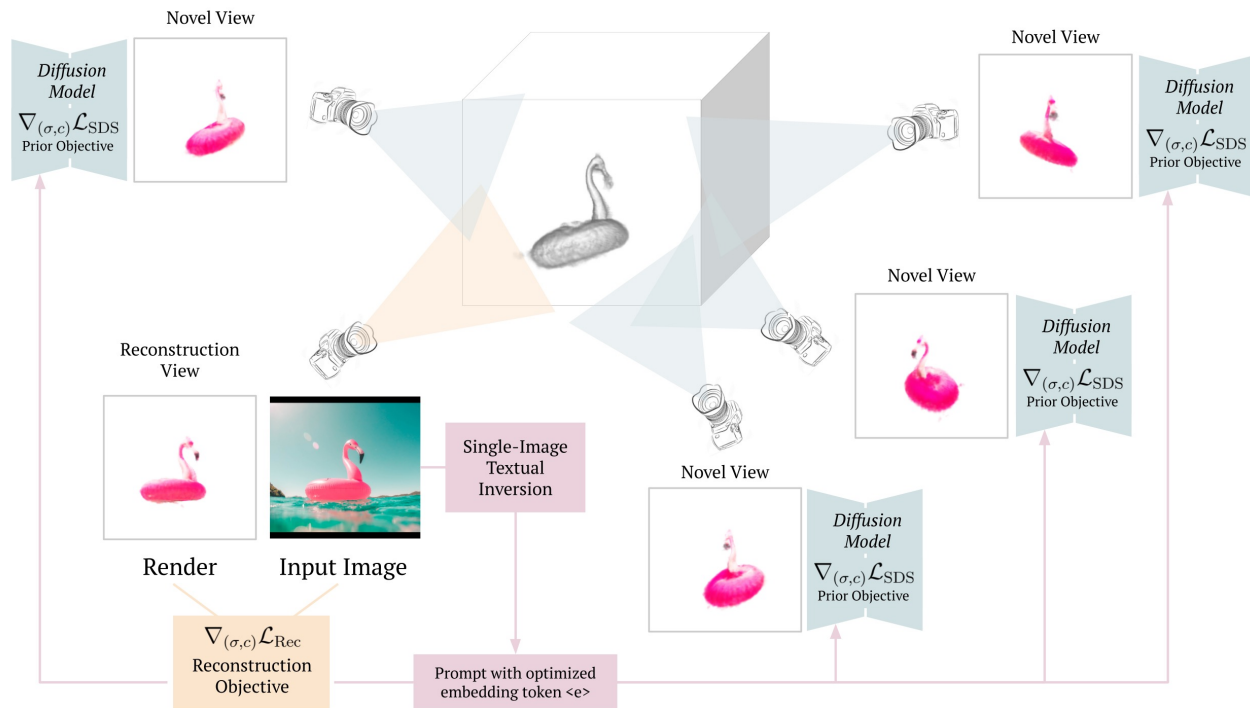 Novel View
Diffusion
Model
∇(σ,c)ℒSDS
Prior Objective
Novel View
Diffusion
Model
∇(σ,c)ℒSDS
Prior Objective
Novel View
Diffusion
Model
∇(σ,c)ℒSDS
Prior Objective
Reconstruction
View
Render
Input Image
Single-Image
Textual
Inversion
Novel View
Diffusion
Model
∇(σ,c)ℒSDS
Prior Objective
∇(σ,c)ℒRec
Reconstruction
Objective
Prompt with optimized
embedding token <e>